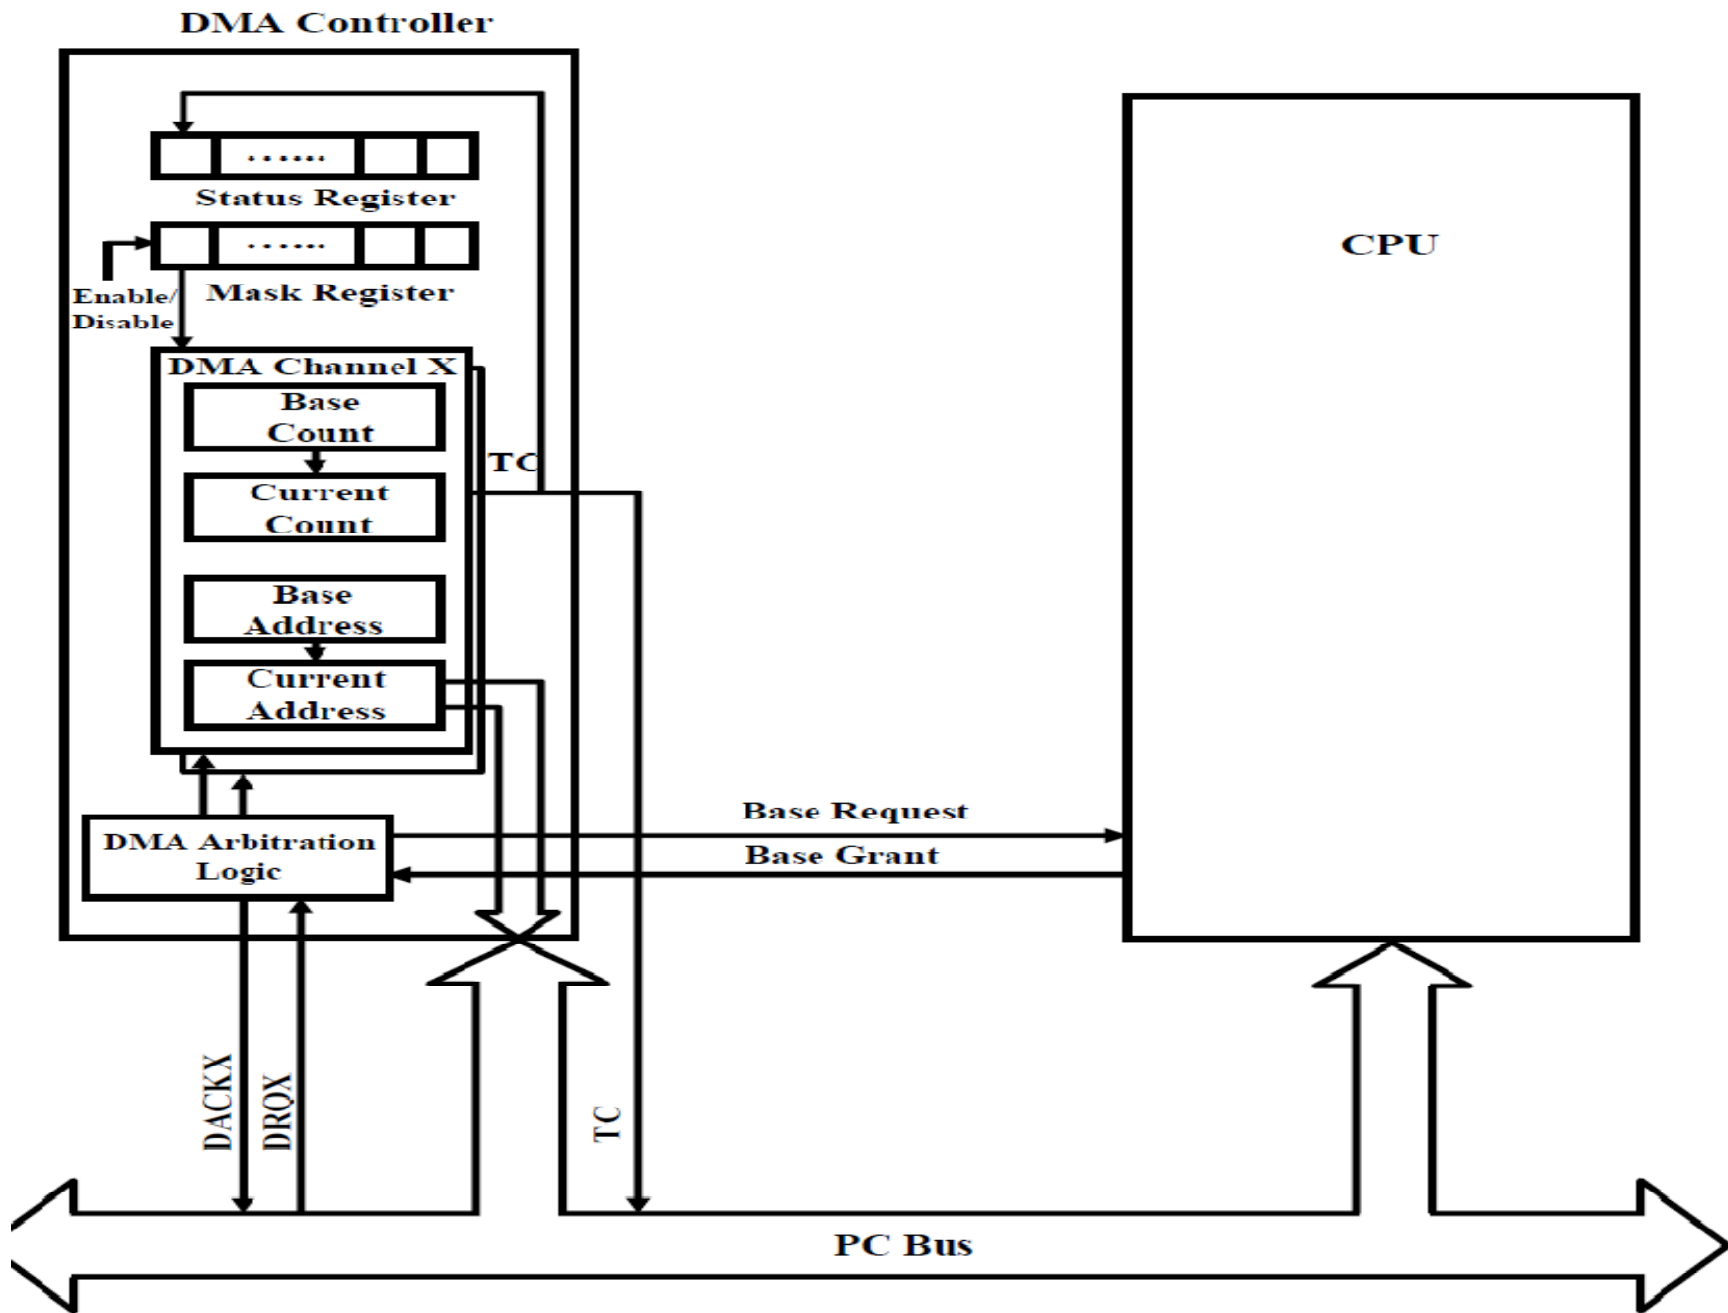 DMA Controller
......
Status Register
......
Enable/
Disable
Mask Register
DMA Channel X
Base
Count
TC
Current
Count
Base
Address
Current
Address
CPU
DMA Arbitration
Logic
Base Request
Base Grant
DACKX
DRQX
TC
PC Bus